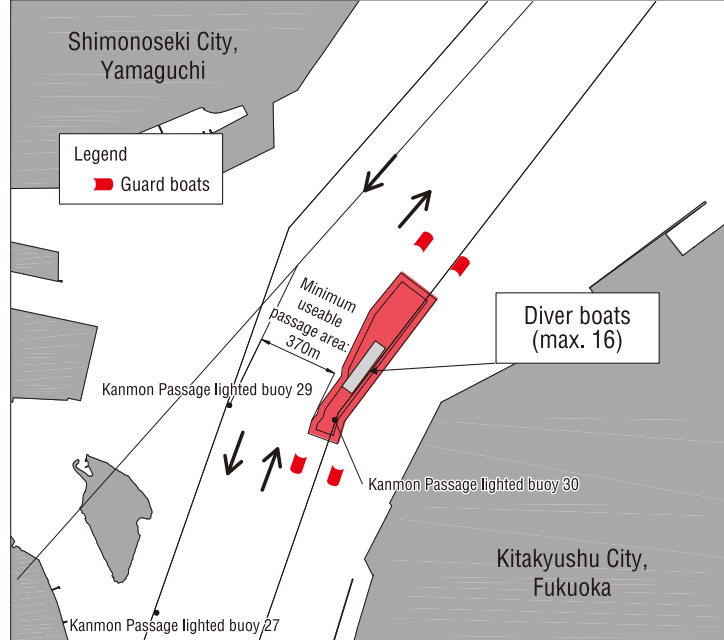 Shimonoseki City,
Yamaguchi
Legend
Guard boats
Minimum
useable
passage area:
370m
Diver boats
(max. 16)
Kanmon Passage lighted buoy 29
Kanmon Passage lighted buoy 30
Kitakyushu City,
Fukuoka
Kanmon Passage lighted buoy 27